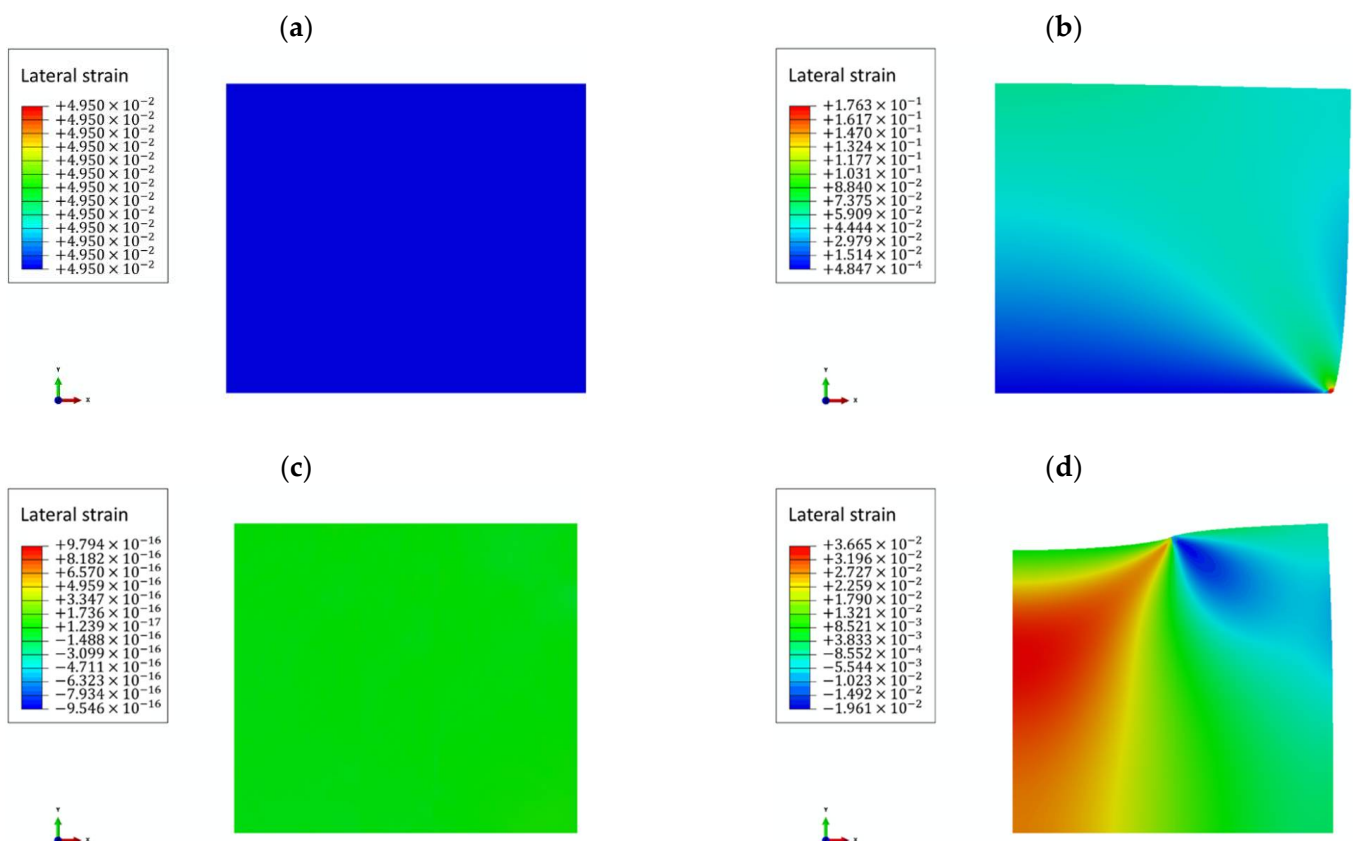 (a)
Lateral strain
+4.950 × 10⁻²
+4.950 × 10⁻²
+4.950 × 10⁻²
+4.950 × 10⁻²
+4.950 × 10⁻²
+4.950 × 10⁻²
+4.950 × 10⁻²
+4.950 × 10⁻²
+4.950 × 10⁻²
+4.950 × 10⁻²
+4.950 × 10⁻²
+4.950 × 10⁻²
+4.950 × 10⁻²
Y
X
(b)
Lateral strain
+1.763 × 10⁻¹
+1.617 × 10⁻¹
+1.470 × 10⁻¹
+1.324 × 10⁻¹
+1.177 × 10⁻¹
+1.031 × 10⁻¹
+8.840 × 10⁻²
+7.375 × 10⁻²
+5.909 × 10⁻²
+4.444 × 10⁻²
+2.979 × 10⁻²
+1.514 × 10⁻²
+4.847 × 10⁻⁴
Y
X
(c)
Lateral strain
+9.794 × 10⁻¹⁶
+8.182 × 10⁻¹⁶
+6.570 × 10⁻¹⁶
+4.959 × 10⁻¹⁶
+3.347 × 10⁻¹⁶
+1.736 × 10⁻¹⁶
+1.239 × 10⁻¹⁷
−1.488 × 10⁻¹⁶
−3.099 × 10⁻¹⁶
−4.711 × 10⁻¹⁶
−6.323 × 10⁻¹⁶
−7.934 × 10⁻¹⁶
−9.546 × 10⁻¹⁶
Y
X
(d)
Lateral strain
+3.665 × 10⁻²
+3.196 × 10⁻²
+2.727 × 10⁻²
+2.259 × 10⁻²
+1.790 × 10⁻²
+1.321 × 10⁻²
+8.521 × 10⁻³
+3.833 × 10⁻³
−8.552 × 10⁻⁴
−5.544 × 10⁻³
−1.023 × 10⁻²
−1.492 × 10⁻²
−1.961 × 10⁻²
Y
X